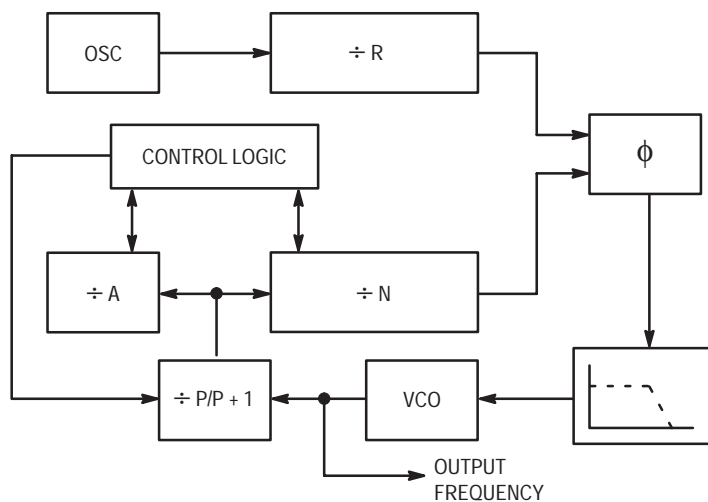 OSC
÷ R
CONTROL LOGIC
ϕ
÷ A
÷ N
÷ P/P + 1
VCO
OUTPUT
FREQUENCY